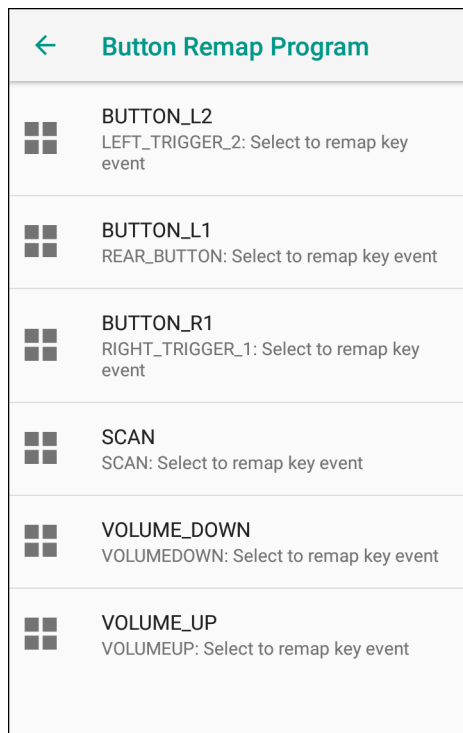 Button Remap Program
BUTTON_L2
LEFT_TRIGGER_2: Select to remap key
event
BUTTON_L1
REAR_BUTTON: Select to remap key event
BUTTON_R1
RIGHT_TRIGGER_1: Select to remap key
event
SCAN
SCAN: Select to remap key event
VOLUME_DOWN
VOLUMEDOWN: Select to remap key event
VOLUME_UP
VOLUMEUP: Select to remap key event